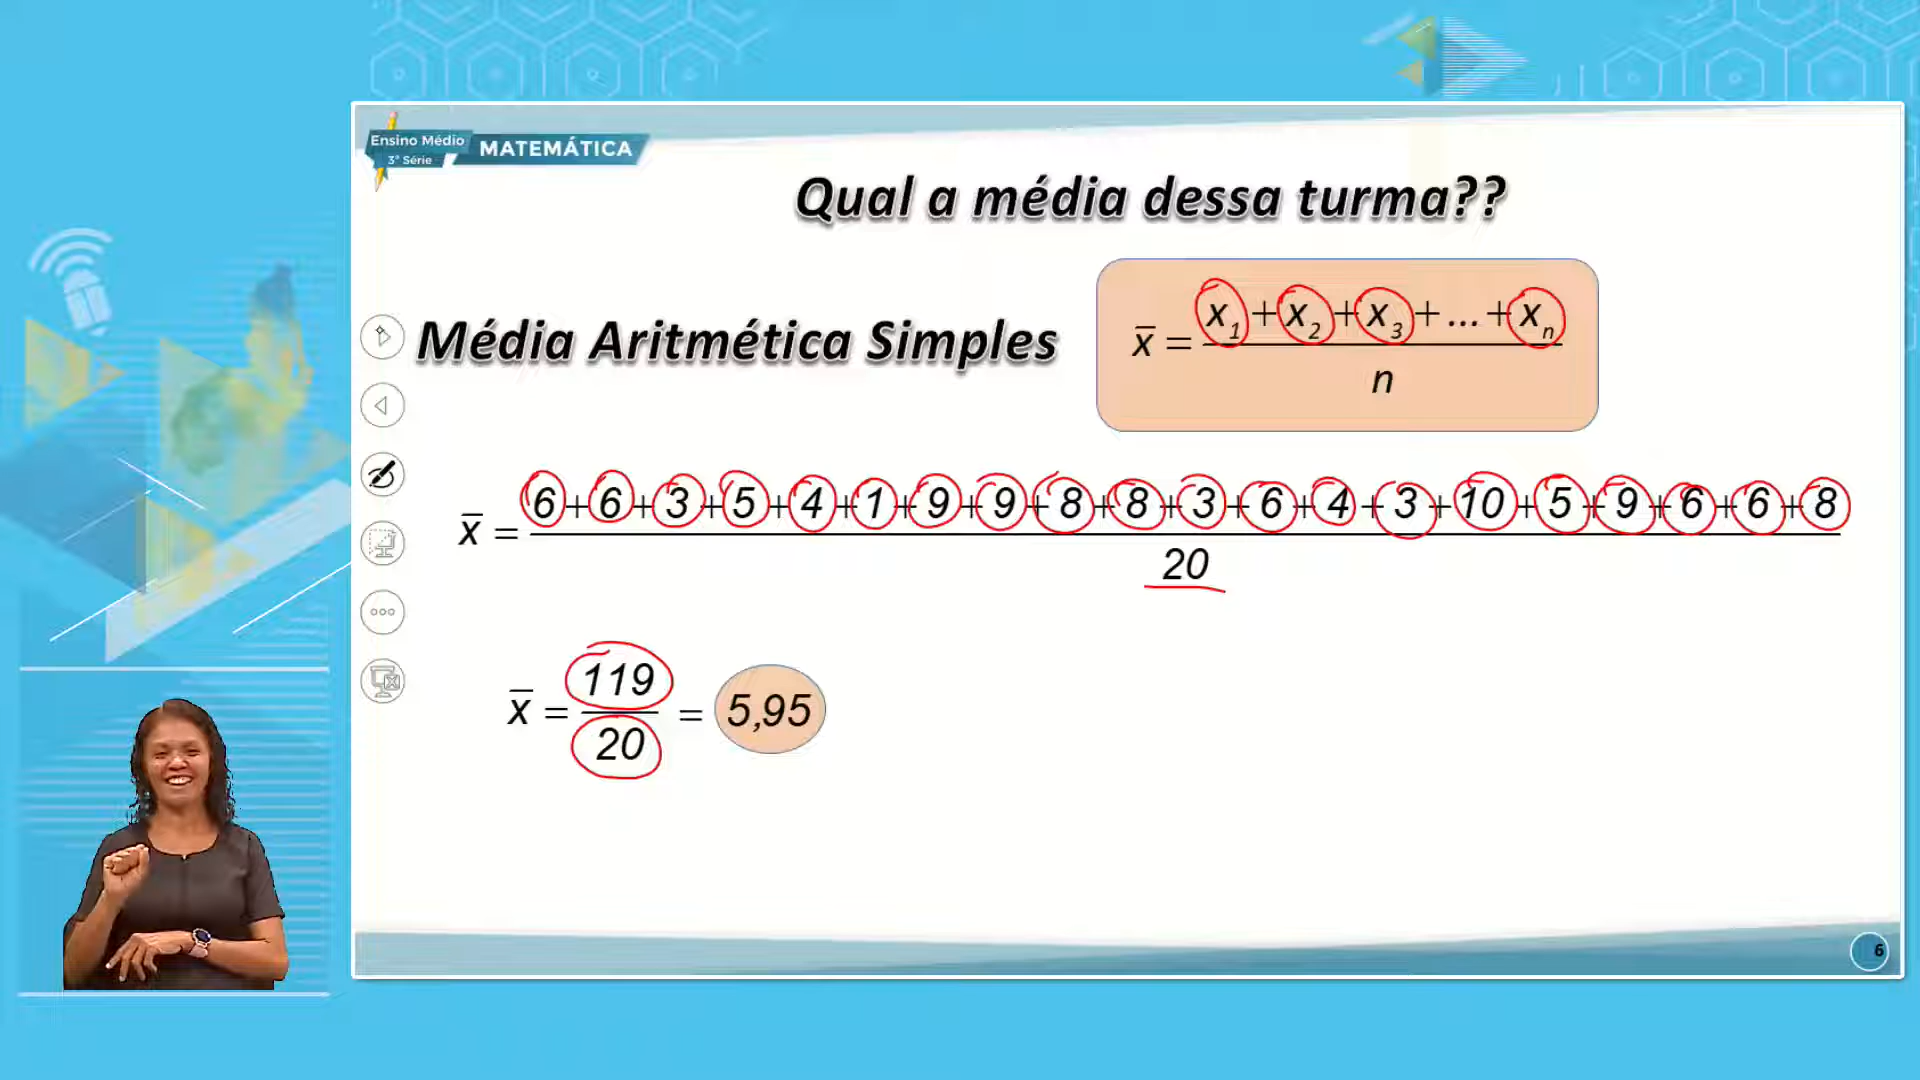 Ensino Médio
3ª Série
MATEMÁTICA
Qual a média dessa turma??
Média Aritmética Simples
x̄ = (x₁+x₂+x₃+...+xₙ)/n
x̄ = (6+6+3+5+4+1+9+9+8+8+3+6+4+3+10+5+9+6+6+8)/20
x̄ = 119/20 = 5,95
6